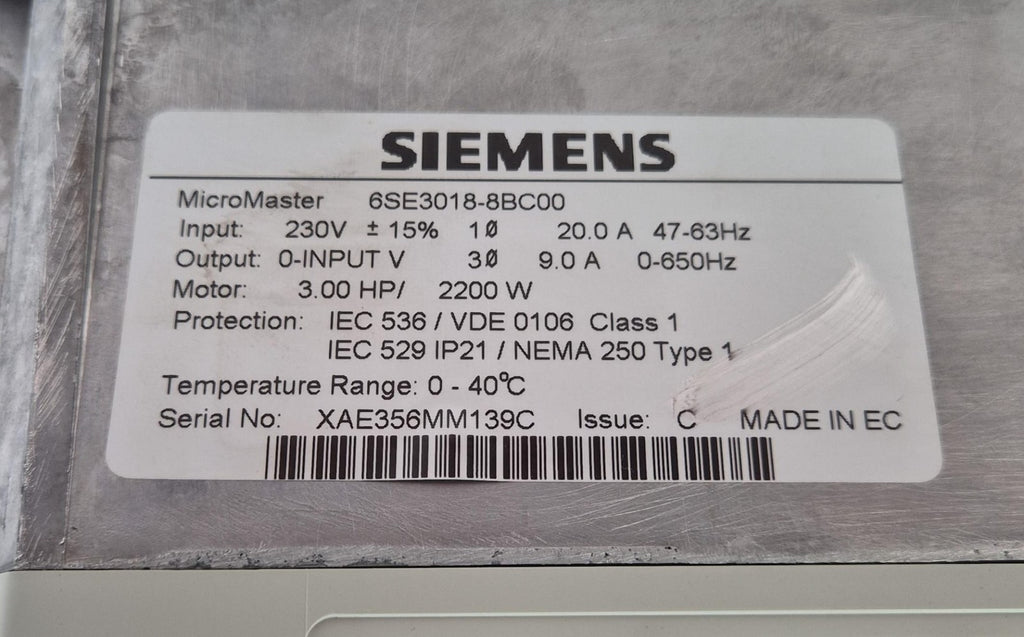 SIEMENS
MicroMaster 6SE3018-8BC00
Input: 230V ± 15% 1Ø 20.0 A 47-63Hz
Output: 0-INPUT V 3Ø 9.0 A 0-650Hz
Motor: 3.00 HP/ 2200 W
Protection: IEC 536 / VDE 0106 Class 1
IEC 529 IP21 / NEMA 250 Type 1
Temperature Range: 0 - 40°C
Serial No: XAE356MM139C Issue: C MADE IN EC